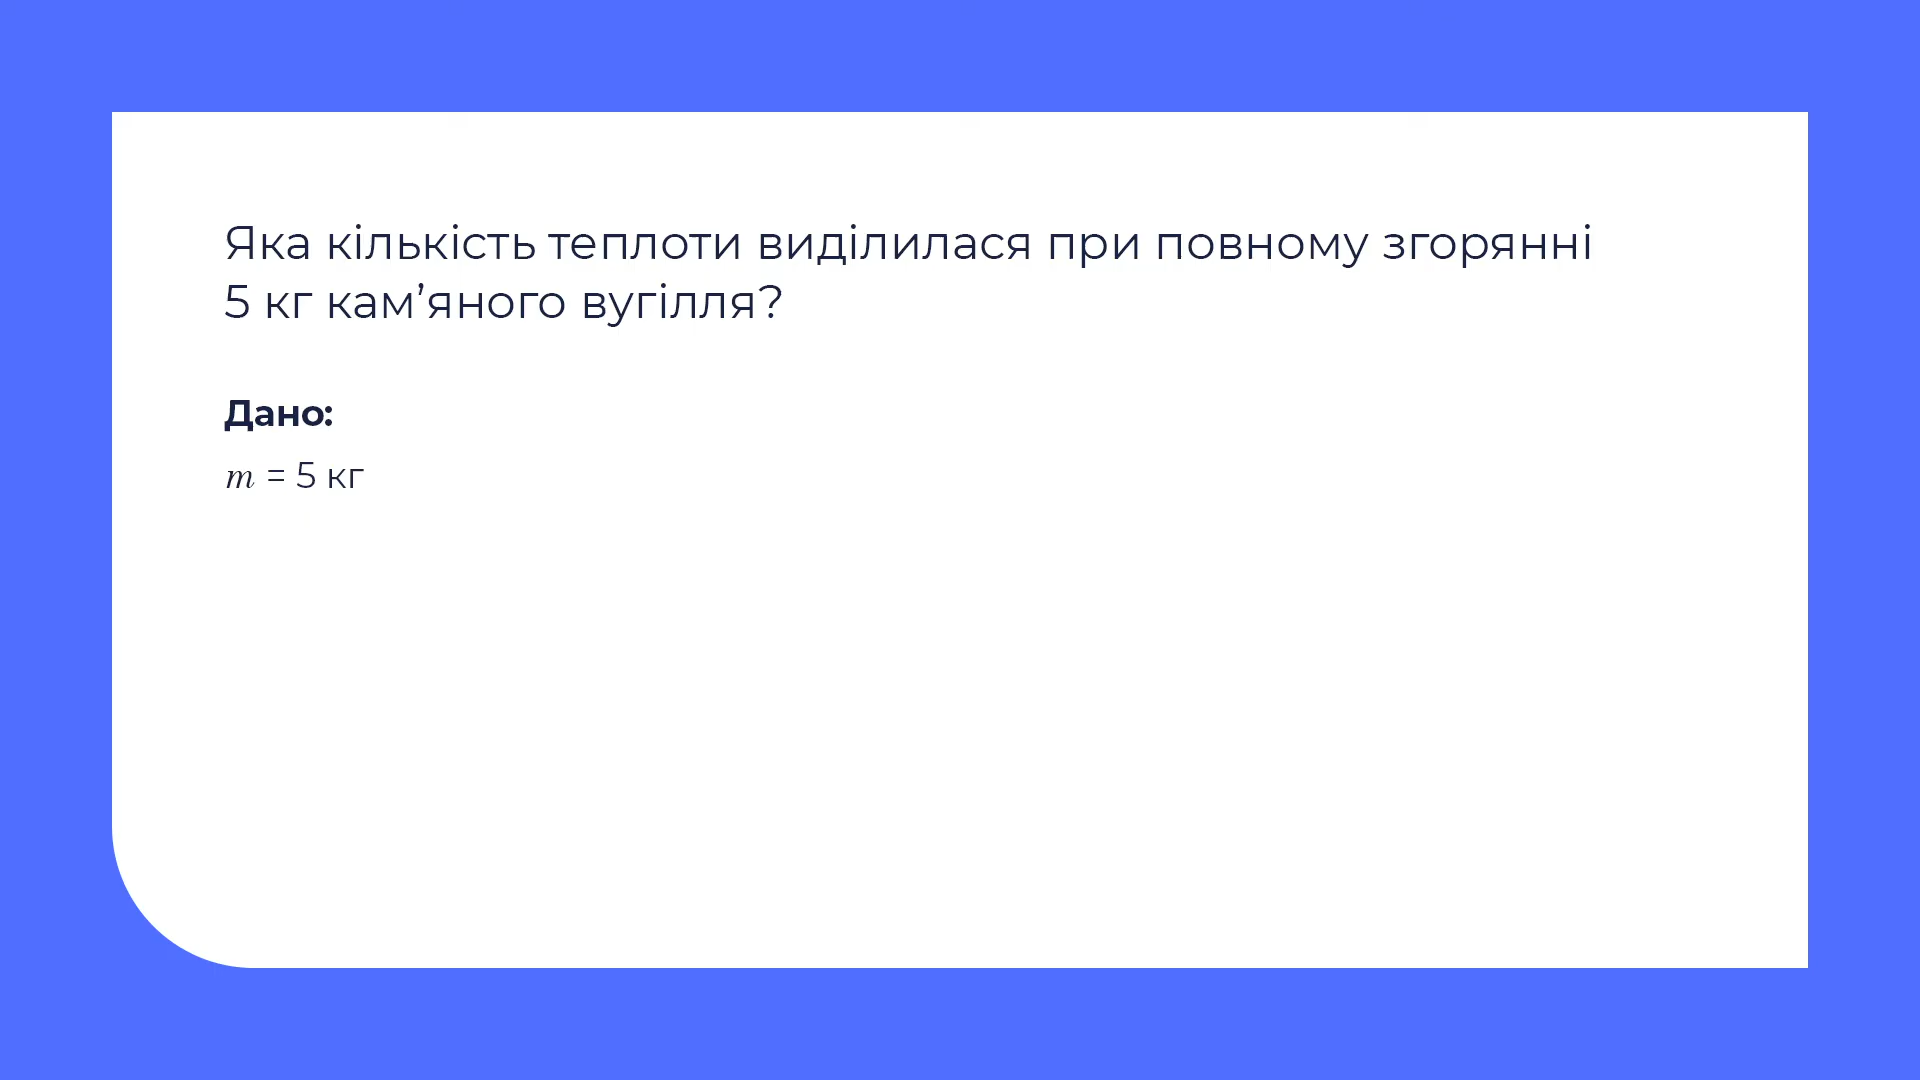 Яка кількість теплоти виділилася при повному згорянні
5 кг кам’яного вугілля?
Дано:
m = 5 кг